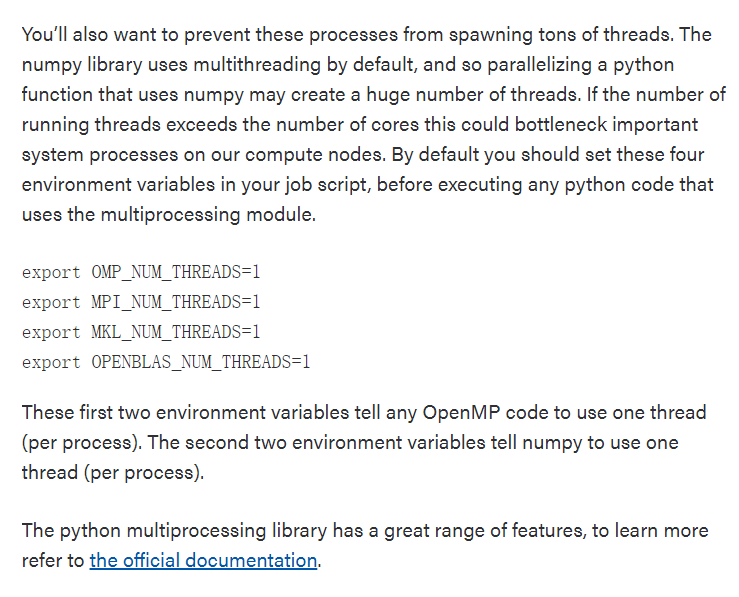 You’ll also want to prevent these processes from spawning tons of threads. The
numpy library uses multithreading by default, and so parallelizing a python
function that uses numpy may create a huge number of threads. If the number of
running threads exceeds the number of cores this could bottleneck important
system processes on our compute nodes. By default you should set these four
environment variables in your job script, before executing any python code that
uses the multiprocessing module.
export OMP_NUM_THREADS=1
export MPI_NUM_THREADS=1
export MKL_NUM_THREADS=1
export OPENBLAS_NUM_THREADS=1
These first two environment variables tell any OpenMP code to use one thread
(per process). The second two environment variables tell numpy to use one
thread (per process).
The python multiprocessing library has a great range of features, to learn more
refer to the official documentation.